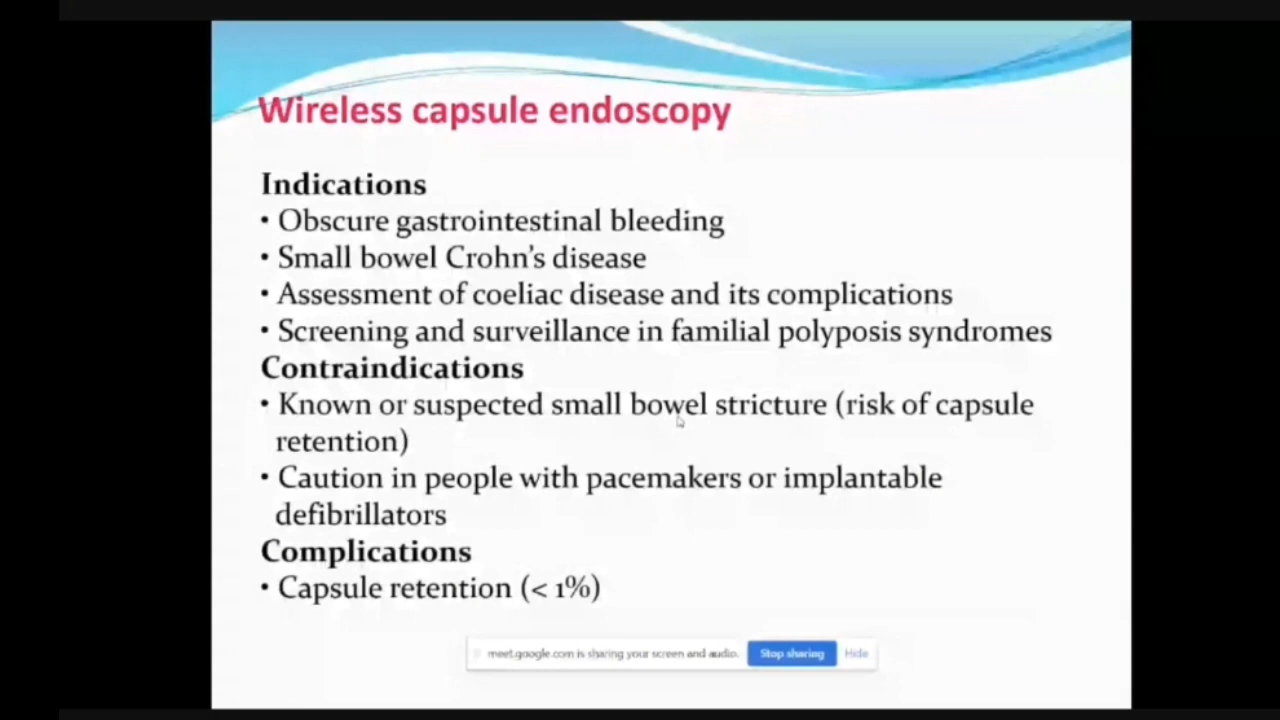 Wireless capsule endoscopy
Indications
• Obscure gastrointestinal bleeding
• Small bowel Crohn's disease
• Assessment of coeliac disease and its complications
• Screening and surveillance in familial polyposis syndromes
Contraindications
• Known or suspected small bowel stricture (risk of capsule
retention)
• Caution in people with pacemakers or implantable
defibrillators
Complications
• Capsule retention (< 1%)
meet.google.com is sharing your screen and audio. Stop sharing Hide